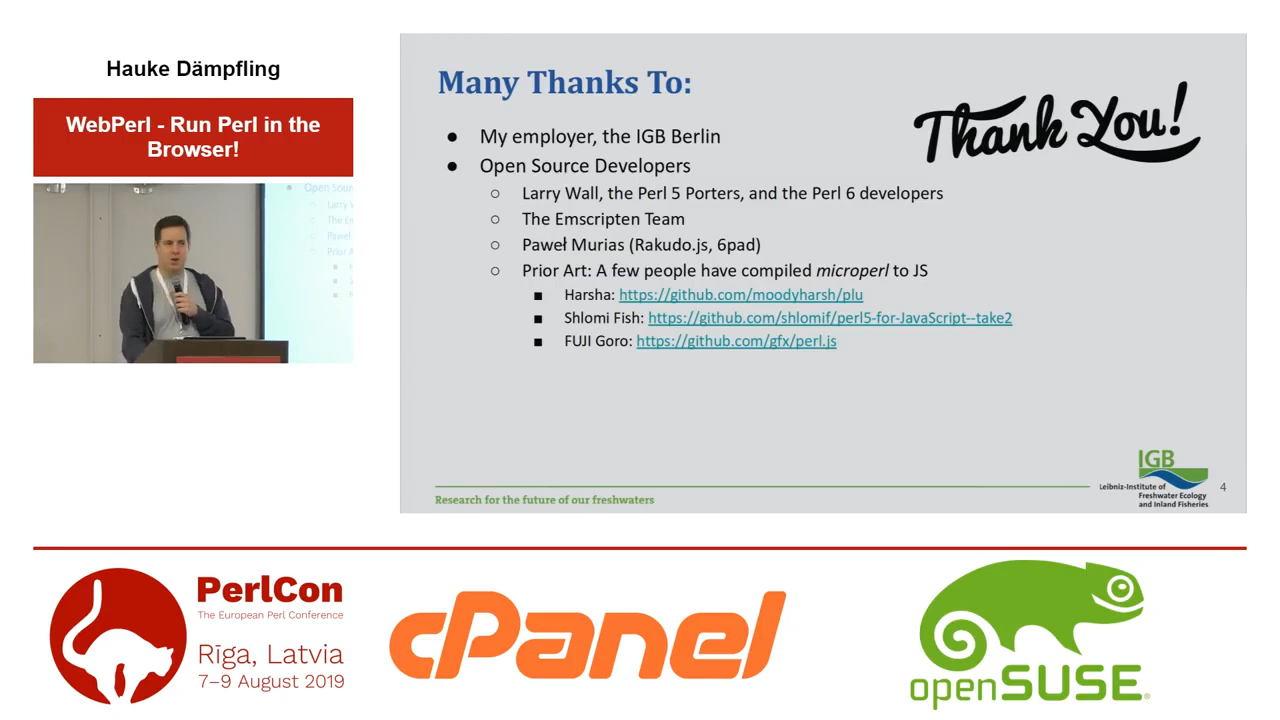 Hauke Dämpfling
WebPerl - Run Perl in the
Browser!
Many Thanks To:
Thank You!
● My employer, the IGB Berlin
● Open Source Developers
○ Larry Wall, the Perl 5 Porters, and the Perl 6 developers
○ The Emscripten Team
○ Paweł Murias (Rakudo.js, 6pad)
○ Prior Art: A few people have compiled microperl to JS
■ Harsha: https://github.com/moodyharsh/plu
■ Shlomi Fish: https://github.com/shlomif/perl5-for-JavaScript--take2
■ FUJI Goro: https://github.com/gfx/perl.js
Research for the future of our freshwaters
IGB
Leibniz-Institute of
Freshwater Ecology
and Inland Fisheries
4
PerlCon
The European Perl Conference
Rīga, Latvia
7–9 August 2019
cPanel
openSUSE